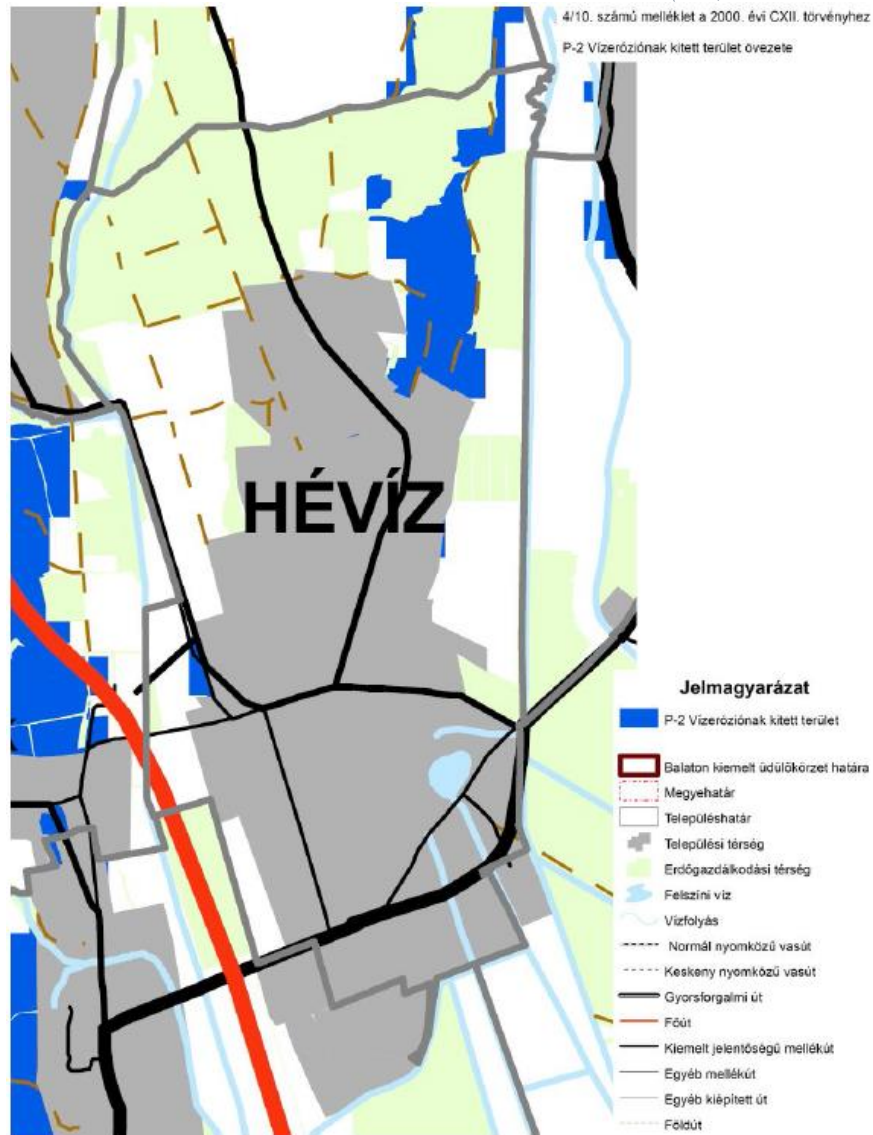 4/10. számú melléklet a 2000. évi CXII. törvényhez
P-2 Vízeróziónak kitett terület övezete
HÉVÍZ
Jelmagyarázat
P-2 Vízeróziónak kitett terület
Balaton kiemelt üdülőkörzet határa
Megyehatár
Településhatár
Települési térség
Erdőgazdálkodási térség
Felszíni víz
Vízfolyás
Normál nyomközű vasút
Keskeny nyomközű vasút
Gyorsforgalmi út
Főút
Kiemelt jelentőségű mellékút
Egyéb mellékút
Egyéb kiépített út
Földút